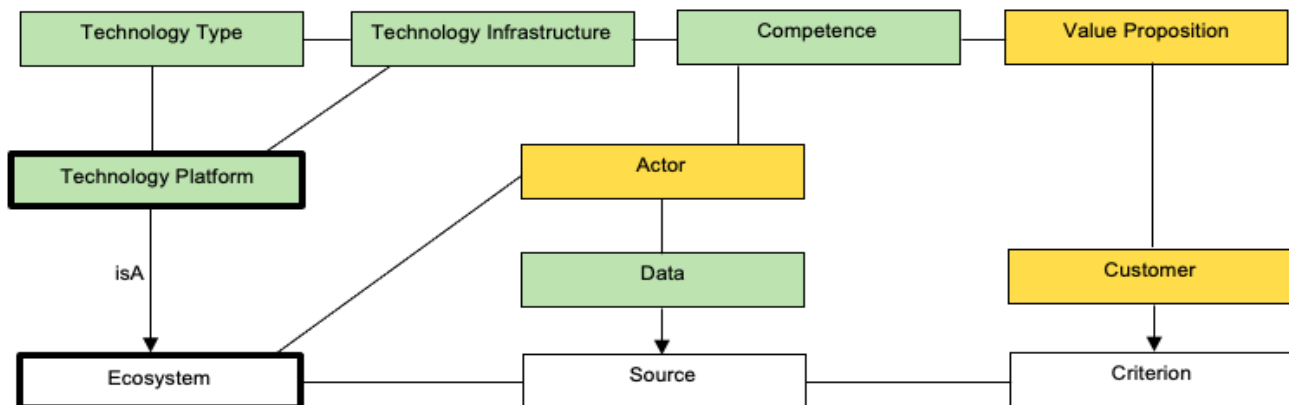 Technology Type
Technology Infrastructure
Competence
Value Proposition
Technology Platform
Actor
isA
Data
Customer
Ecosystem
Source
Criterion